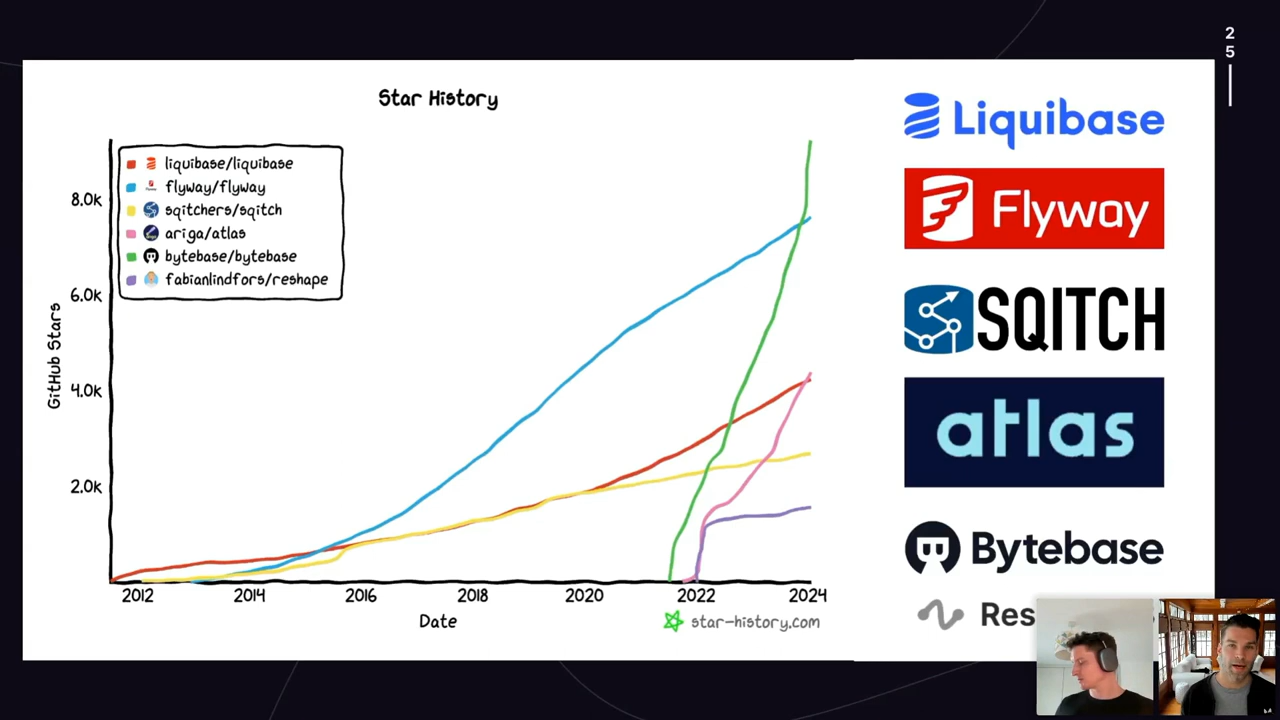 2
5
Star History
liquibase/liquibase
flyway/flyway
sqitchers/sqitch
ariga/atlas
bytebase/bytebase
fabianlindfors/reshape
8.0k
6.0k
4.0k
2.0k
GitHub Stars
2012 2014 2016 2018 2020 2022 2024
Date
star-history.com
Liquibase
Flyway
SQITCH
atlas
Bytebase
Res